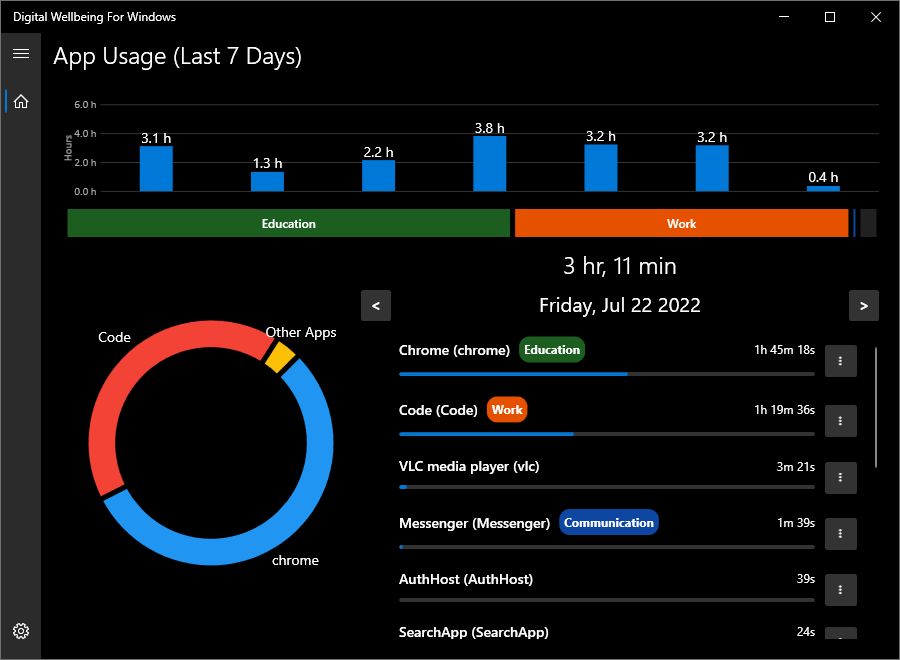 Digital Wellbeing For Windows
App Usage (Last 7 Days)
Hours
6.0 h
4.0 h
2.0 h
0.0 h
3.1 h
1.3 h
2.2 h
3.8 h
3.2 h
3.2 h
0.4 h
Education
Work
3 hr, 11 min
<
Friday, Jul 22 2022
>
Code
Other Apps
chrome
Chrome (chrome) Education 1h 45m 18s
Code (Code) Work 1h 19m 36s
VLC media player (vlc) 3m 21s
Messenger (Messenger) Communication 1m 39s
AuthHost (AuthHost) 39s
SearchApp (SearchApp) 24s